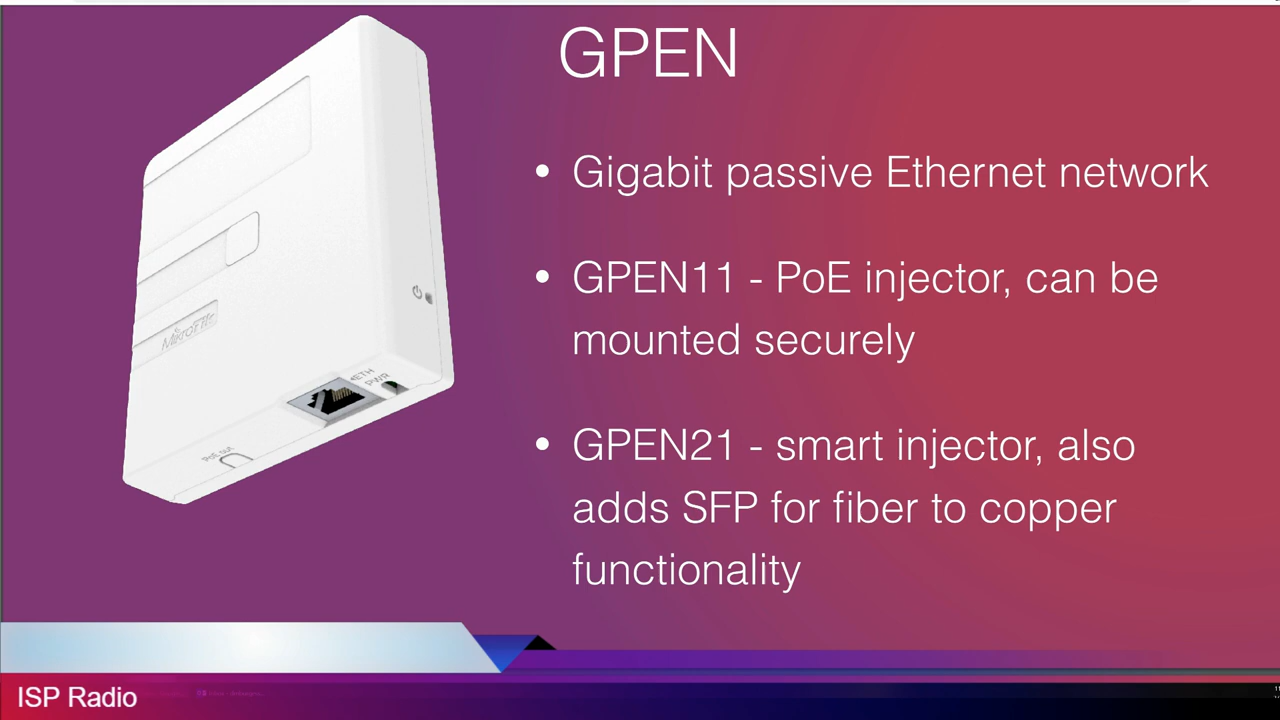 GPEN
• Gigabit passive Ethernet network
• GPEN11 - PoE injector, can be
mounted securely
• GPEN21 - smart injector, also
adds SFP for fiber to copper
functionality
MikroTik
ETH
PWR
PoE out
ISP Radio